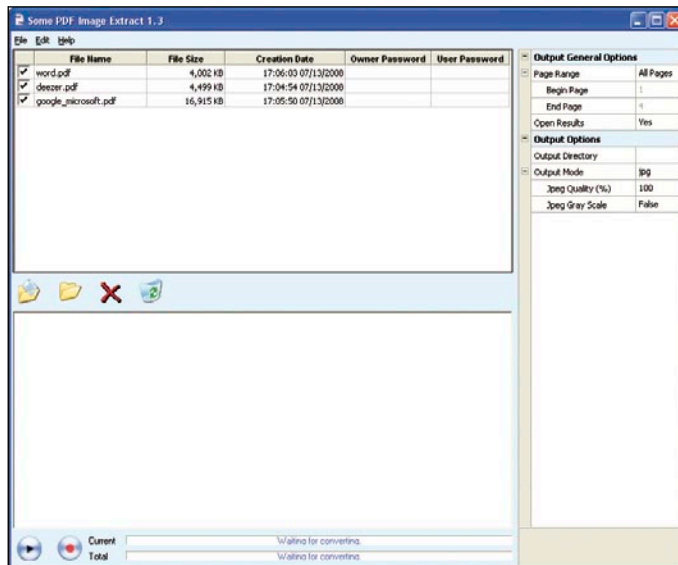 Some PDF Image Extract 1.3
File Edit Help
File Name File Size Creation Date Owner Password User Password
word.pdf 4,002 KB 17:06:03 07/13/2008
deezer.pdf 4,499 KB 17:04:54 07/13/2008
google_microsoft.pdf 16,915 KB 17:05:50 07/13/2008
Output General Options
Page Range All Pages
Begin Page 1
End Page 4
Open Results Yes
Output Options
Output Directory
Output Mode jpg
Jpeg Quality (%) 100
Jpeg Gray Scale False
Current Waiting for converting.
Total Waiting for converting.